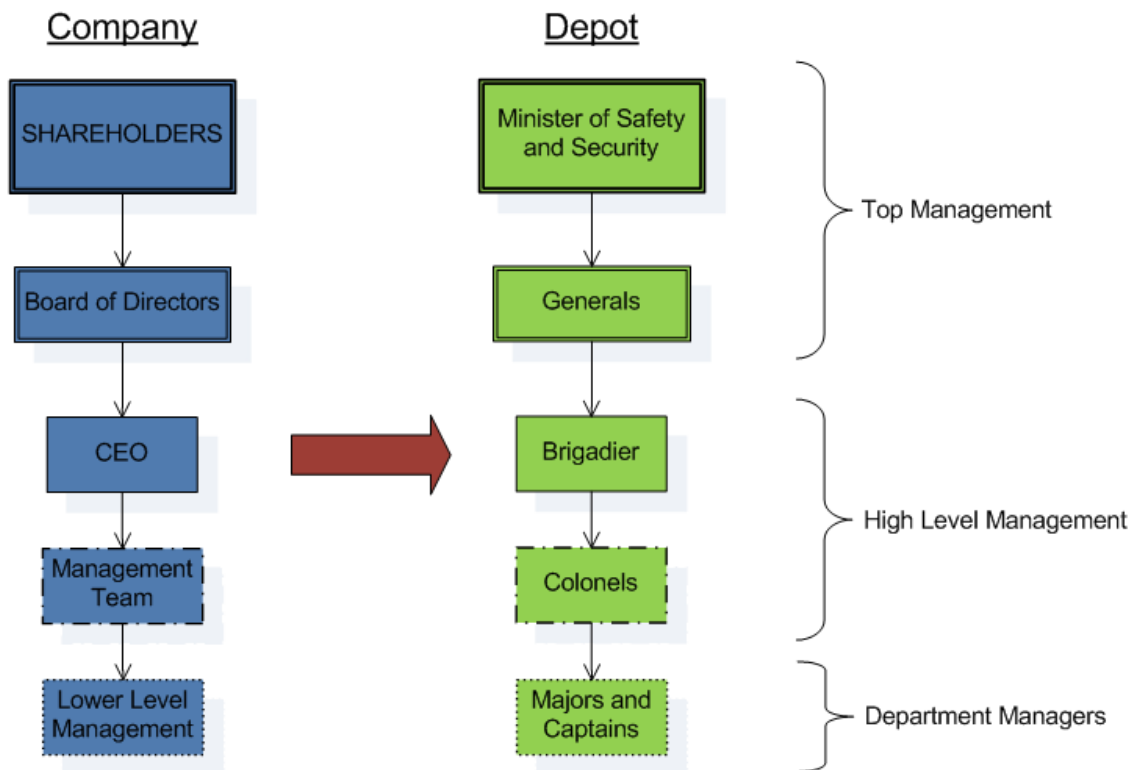 Company
SHAREHOLDERS
Board of Directors
CEO
Management
Team
Lower Level
Management
Depot
Minister of Safety
and Security
Generals
Brigadier
Colonels
Majors and
Captains
Top Management
High Level Management
Department Managers